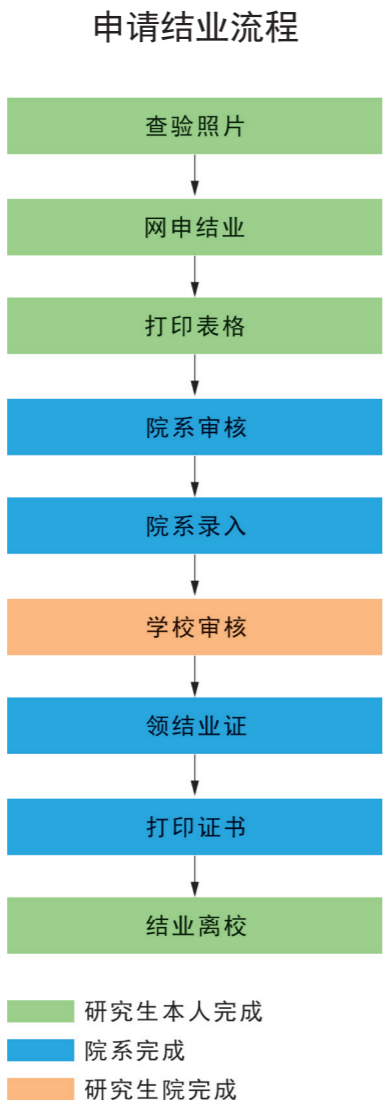 申请结业流程
查验照片
网申结业
打印表格
院系审核
院系录入
学校审核
领结业证
打印证书
结业离校
研究生本人完成
院系完成
研究生院完成